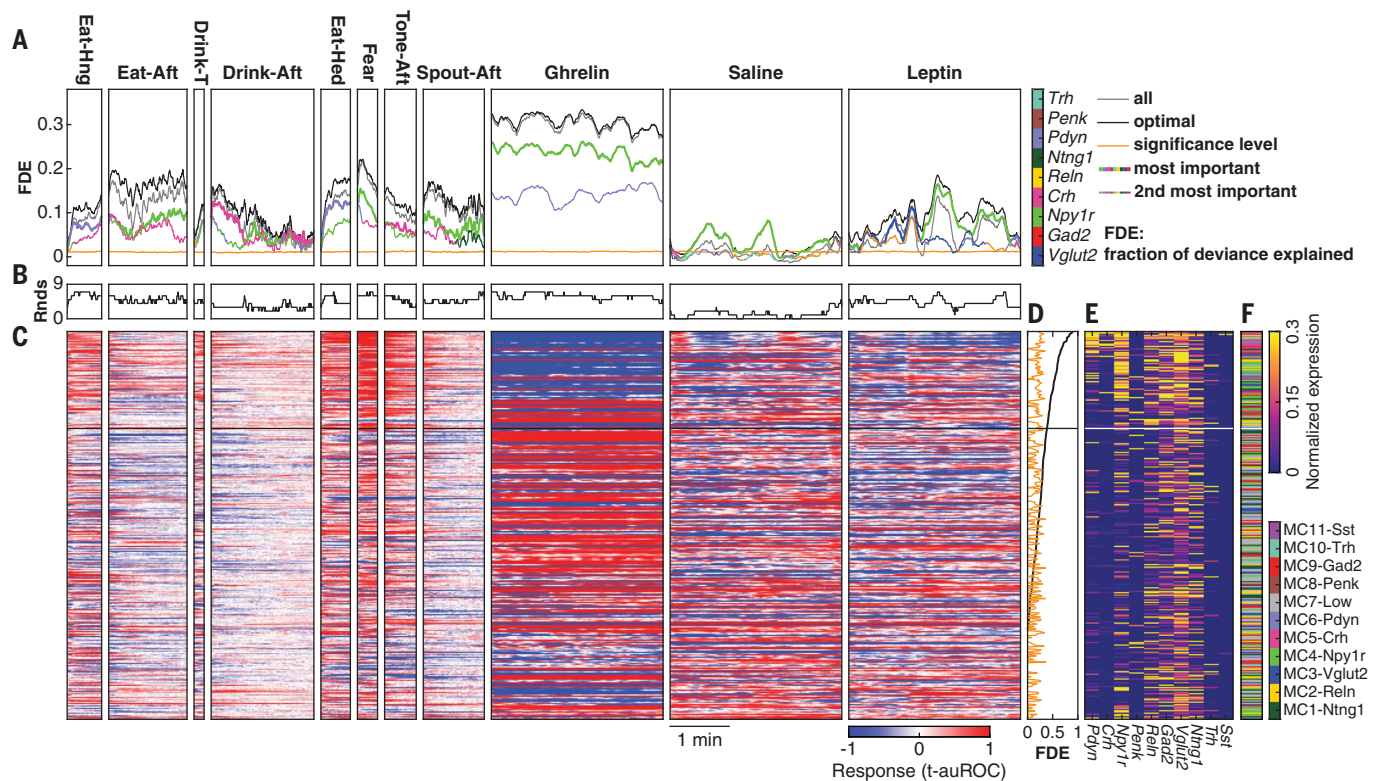 A
Eat-Hng
Eat-Aft
Drink-T
Drink-Aft
Eat-Hed
Fear
Tone-Aft
Spout-Aft
Ghrelin
Saline
Leptin
FDE
0.3
0.2
0.1
0
Trh
Penk
Pdyn
Ntng1
Reln
Crh
Npy1r
Gad2
Vglut2
all
optimal
significance level
most important
2nd most important
FDE:
fraction of deviance explained
B
Rnds
9
0
C
D
E
F
0.3
0.15
0
Normalized expression
MC11-Sst
MC10-Trh
MC9-Gad2
MC8-Penk
MC7-Low
MC6-Pdyn
MC5-Crh
MC4-Npy1r
MC3-Vglut2
MC2-Reln
MC1-Ntng1
1 min
-1 0 1
Response (t-auROC)
0 0.5 1
FDE
Pdyn
Crh
Npy1r
Penk
Reln
Gad2
Vglut2
Ntng1
Trh
Sst